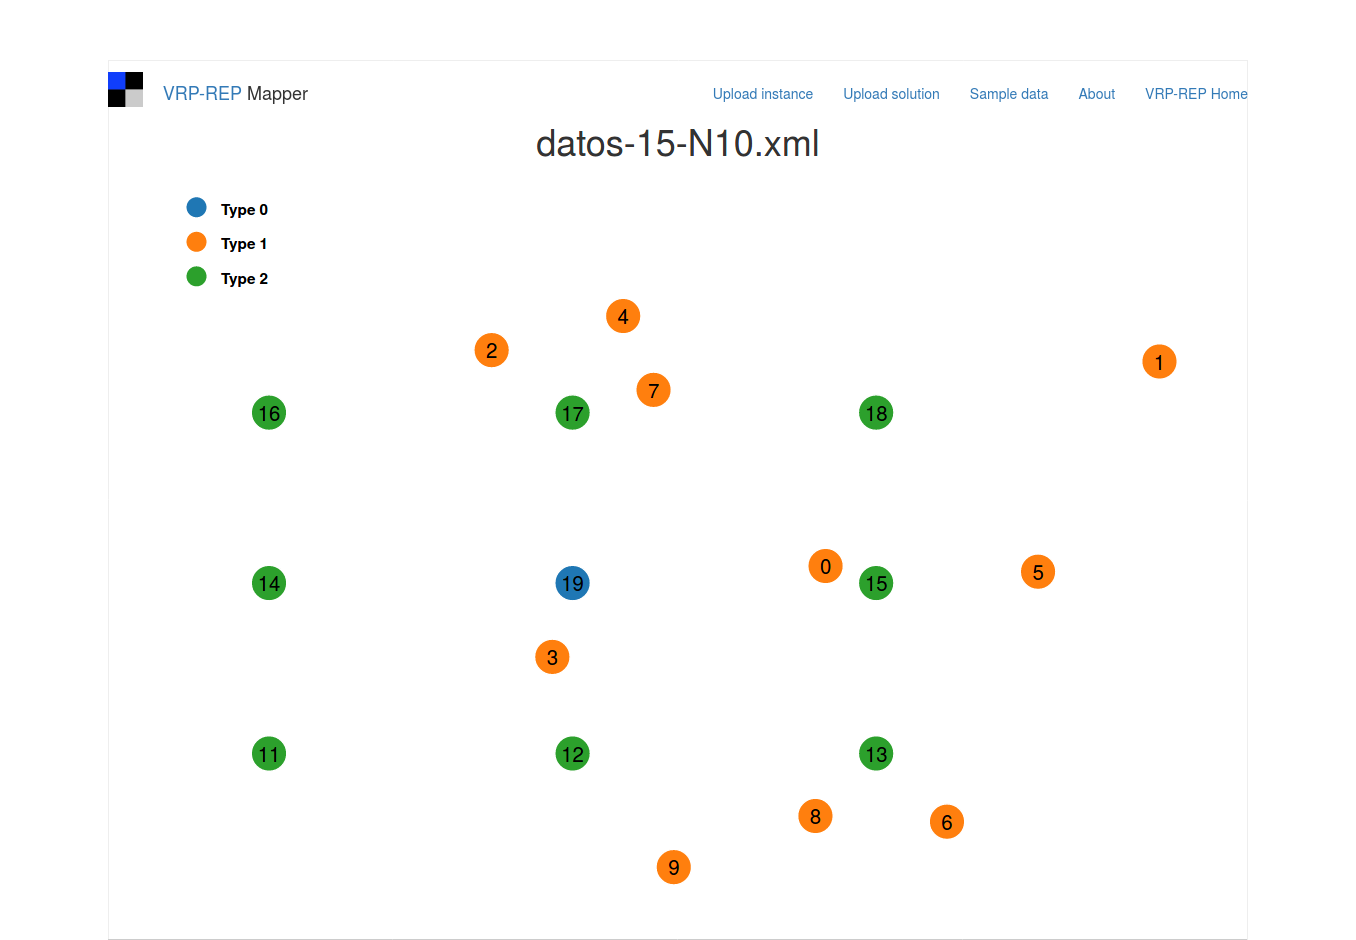 VRP-REP Mapper
Upload instance Upload solution Sample data About VRP-REP Home
datos-15-N10.xml
Type 0
Type 1
Type 2
4
2
1
7
16 17 18
0
5
14 19 15
3
11 12 13
8
6
9